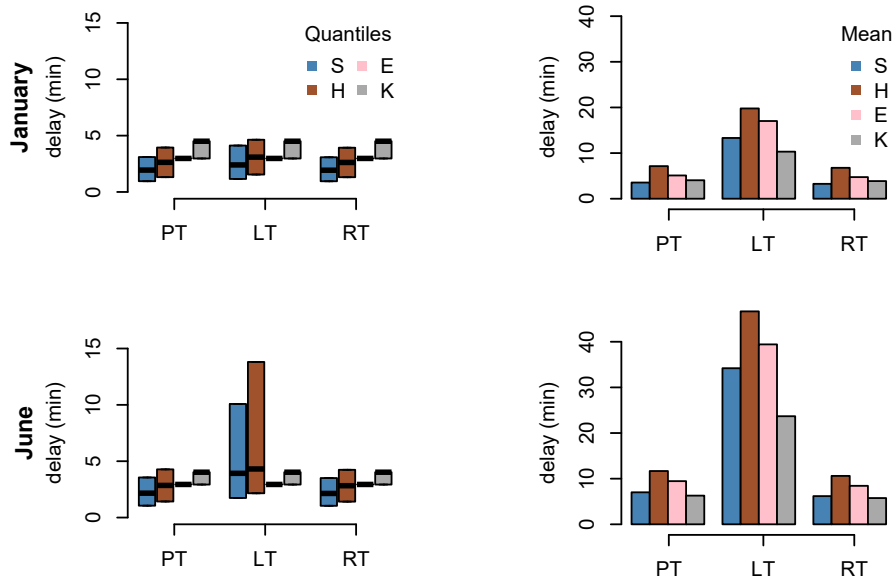 January
delay (min)
0 5 10 15
Quantiles
S E
H K
PT LT RT
delay (min)
0 10 20 30 40
Mean
S
H
E
K
PT LT RT
June
delay (min)
0 5 10 15
PT LT RT
delay (min)
0 10 20 30 40
PT LT RT